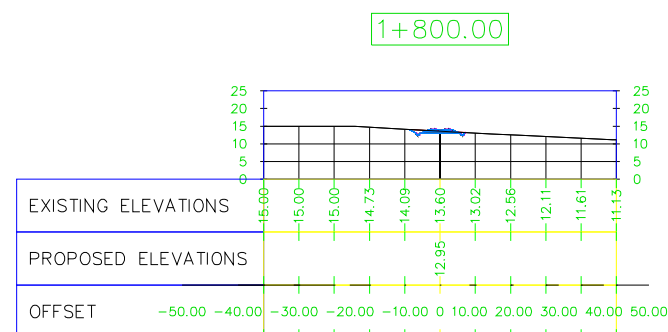 1+800.00
25 25
20 20
15 15
10 10
5 5
0 0
EXISTING ELEVATIONS 15.00 15.00 15.00 14.73 14.09 13.60 13.02 12.56 12.11 11.61 11.13
PROPOSED ELEVATIONS 12.95
OFFSET -50.00 -40.00 -30.00 -20.00 -10.00 0 10.00 20.00 30.00 40.00 50.00